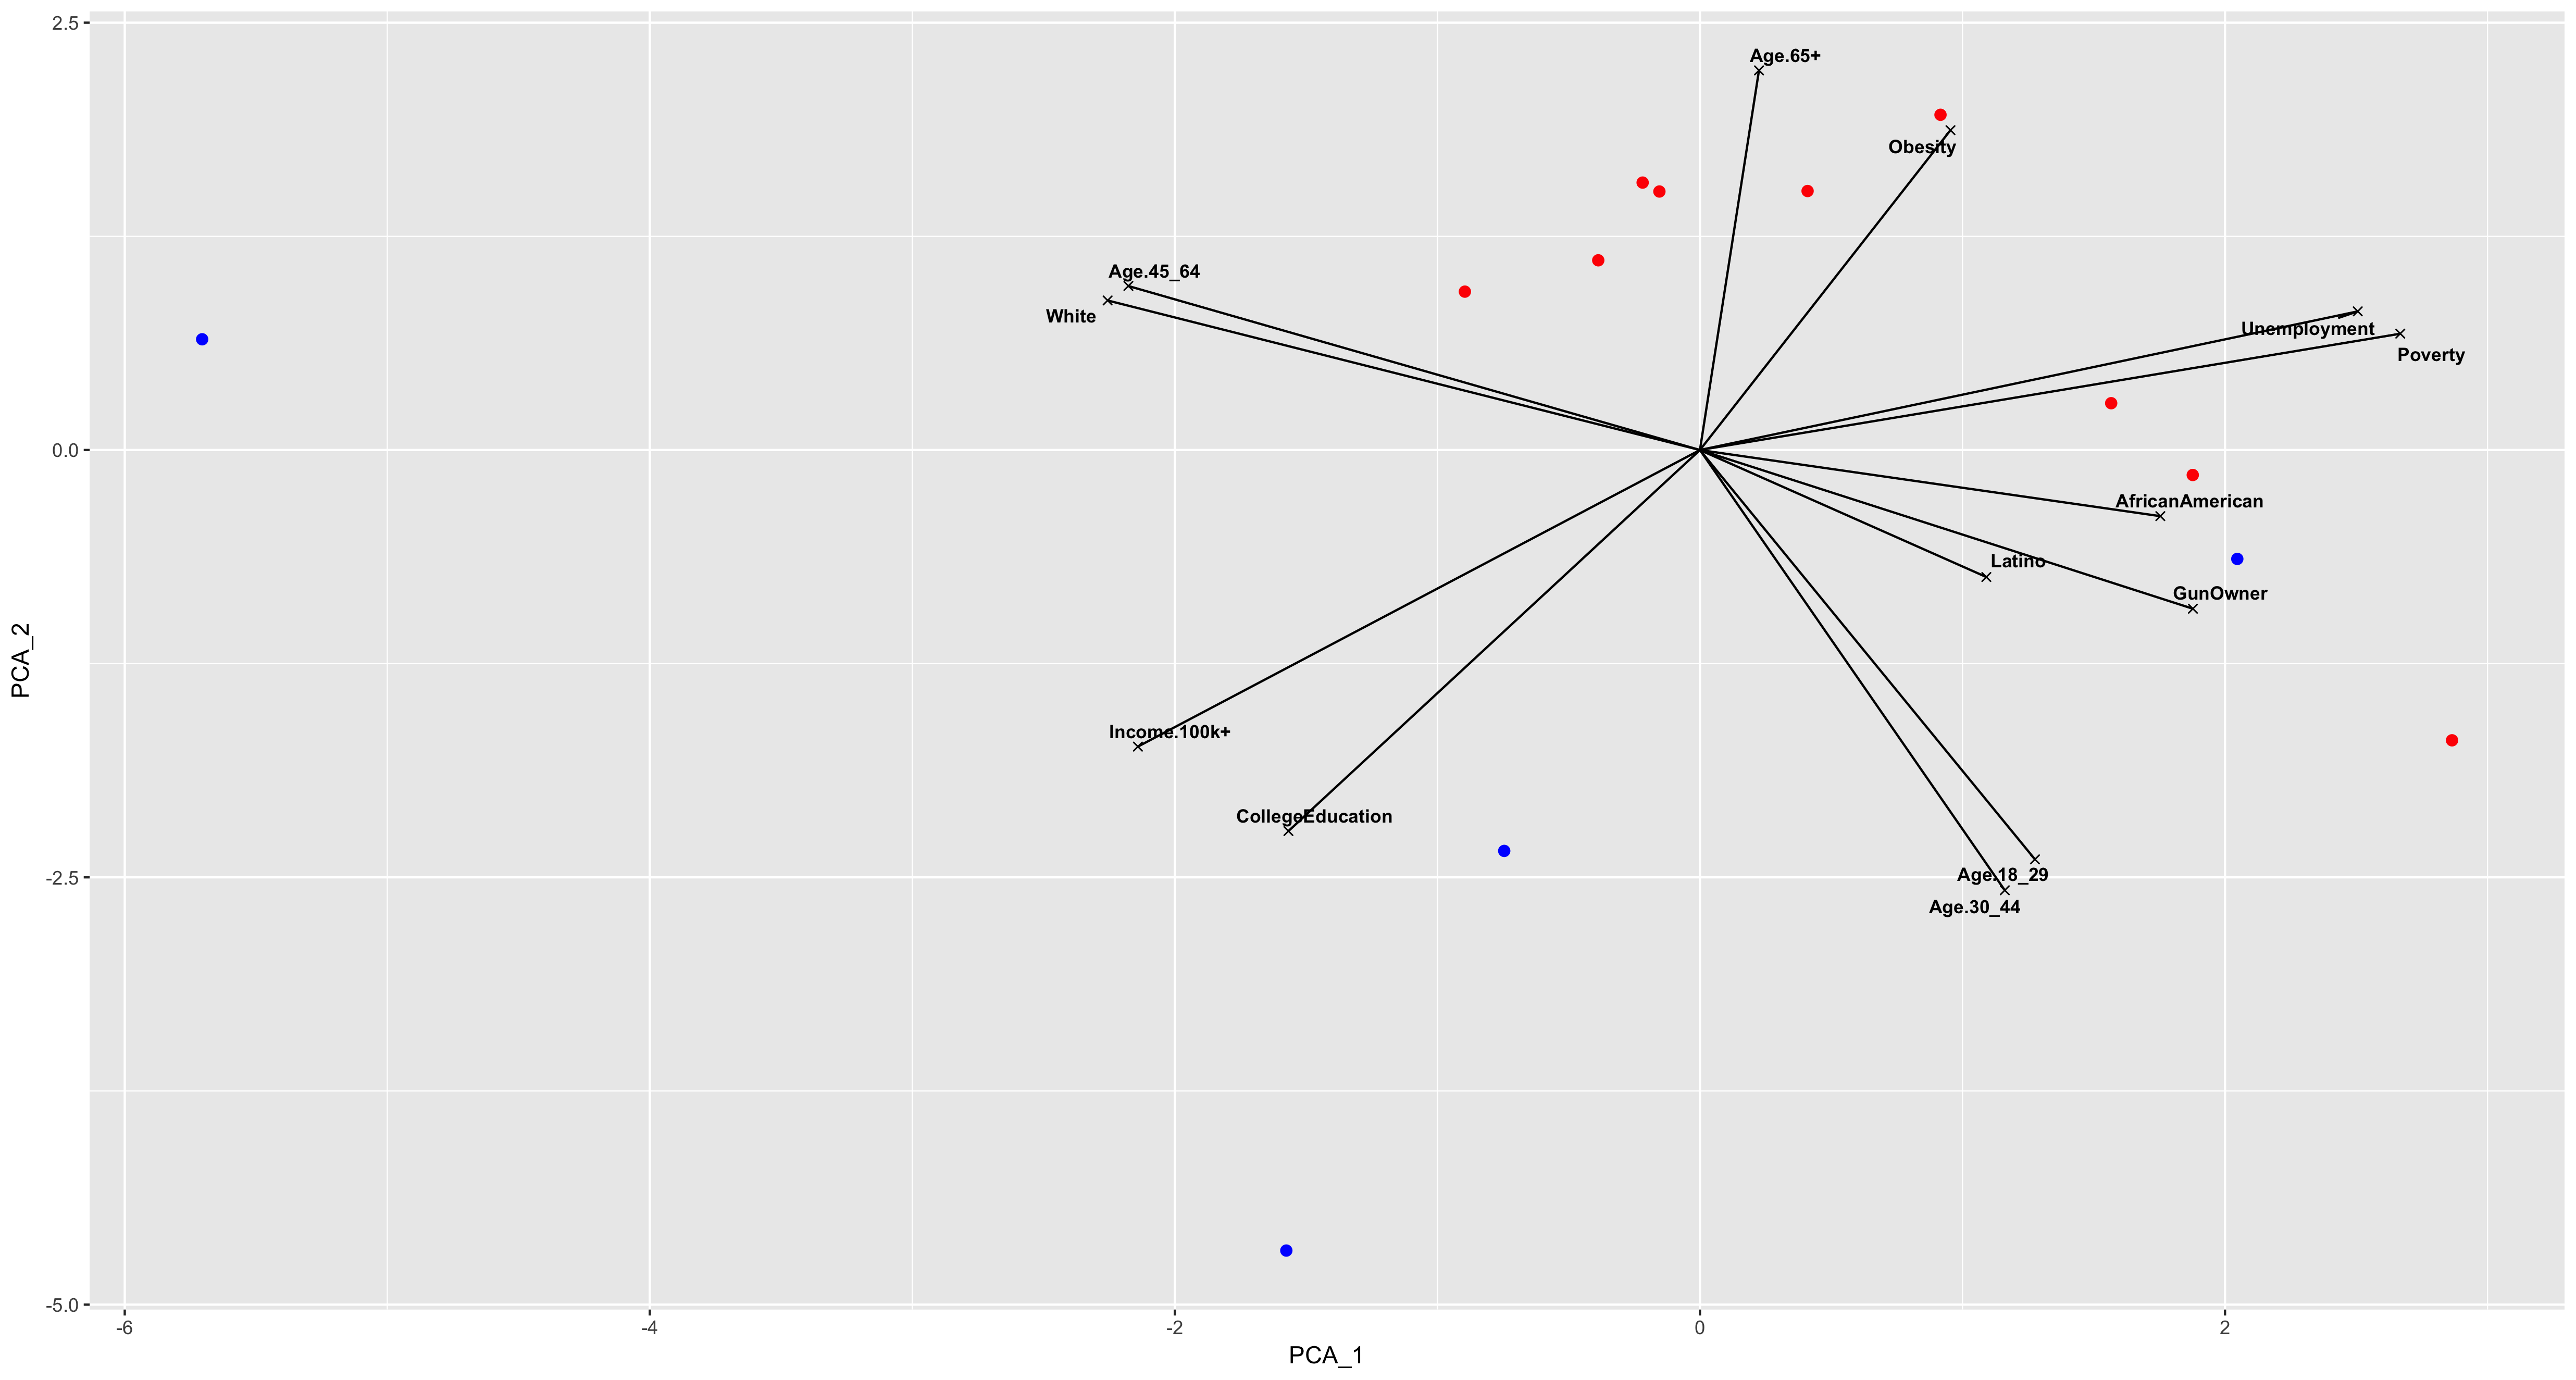 2.5
Age.65+
Obesity
Age.45_64
White
Unemployment
Poverty
0.0
AfricanAmerican
Latino
GunOwner
PCA_2
Income.100k+
CollegeEducation
-2.5
Age.18_29
Age.30_44
-5.0
-6 -4 -2 0 2
PCA_1